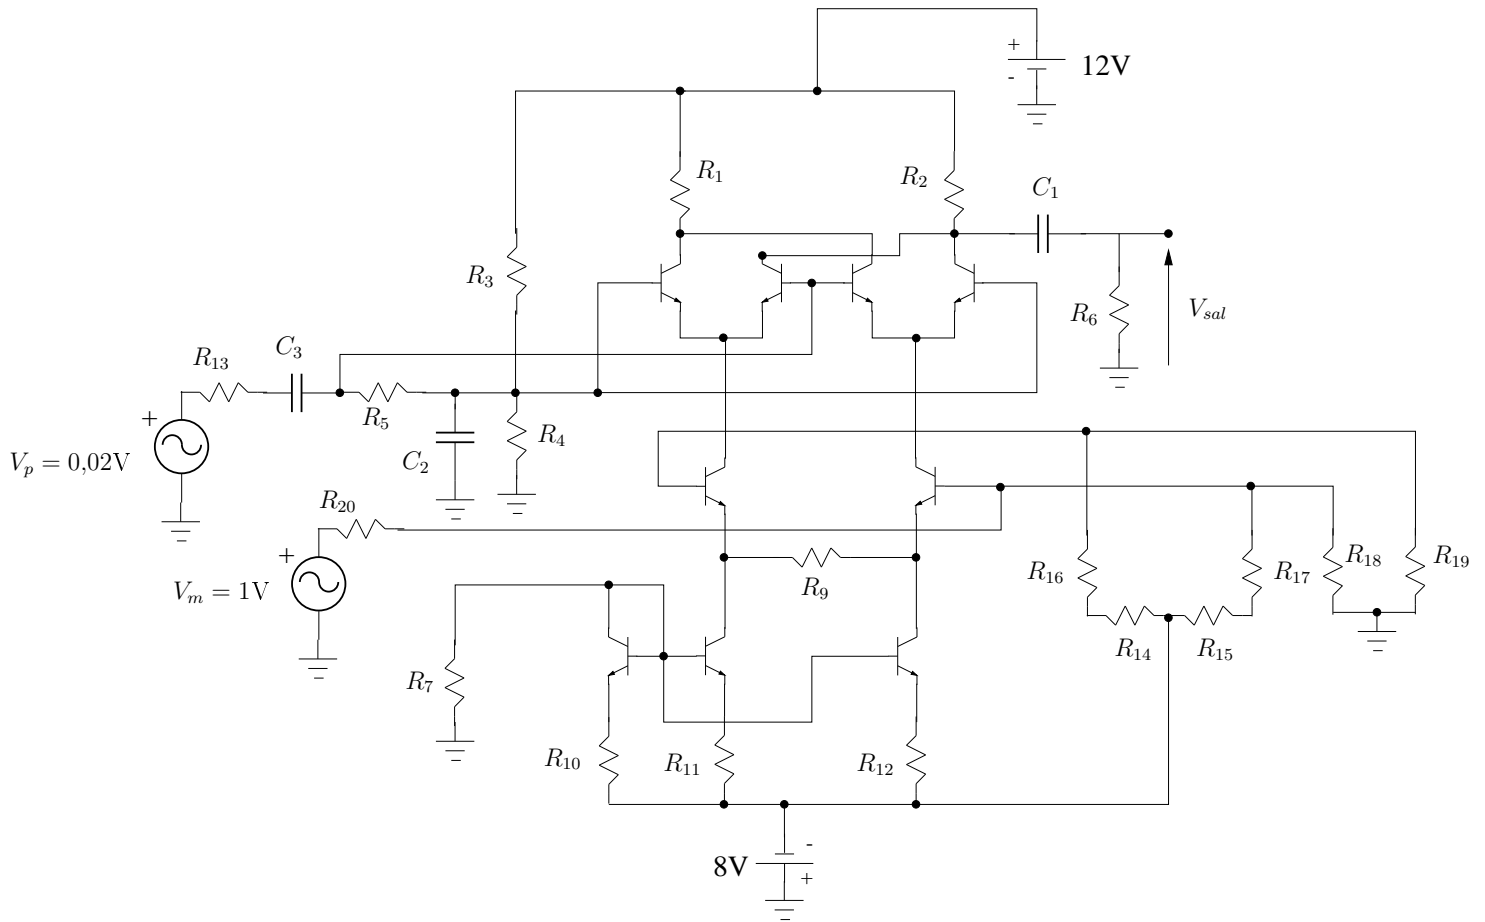 +
-
12V
R1
R2
C1
R3
R6
Vsal
R13
C3
+
R5
C2
R4
Vp = 0,02V
R20
+
Vm = 1V
R9
R16
R17
R18
R19
R14
R15
R7
R10
R11
R12
-
8V
+